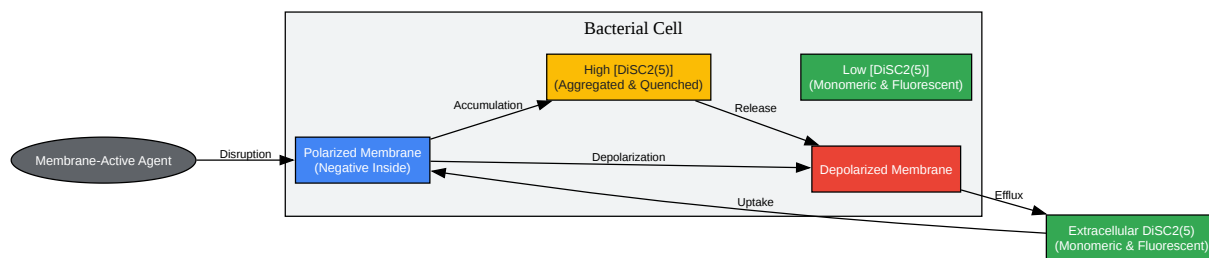 Bacterial Cell
High [DiSC2(5)]
(Aggregated & Quenched)
Low [DiSC2(5)]
(Monomeric & Fluorescent)
Accumulation
Release
Membrane-Active Agent
Disruption
Polarized Membrane
(Negative Inside)
Depolarization
Depolarized Membrane
Efflux
Uptake
Extracellular DiSC2(5)
(Monomeric & Fluorescent)